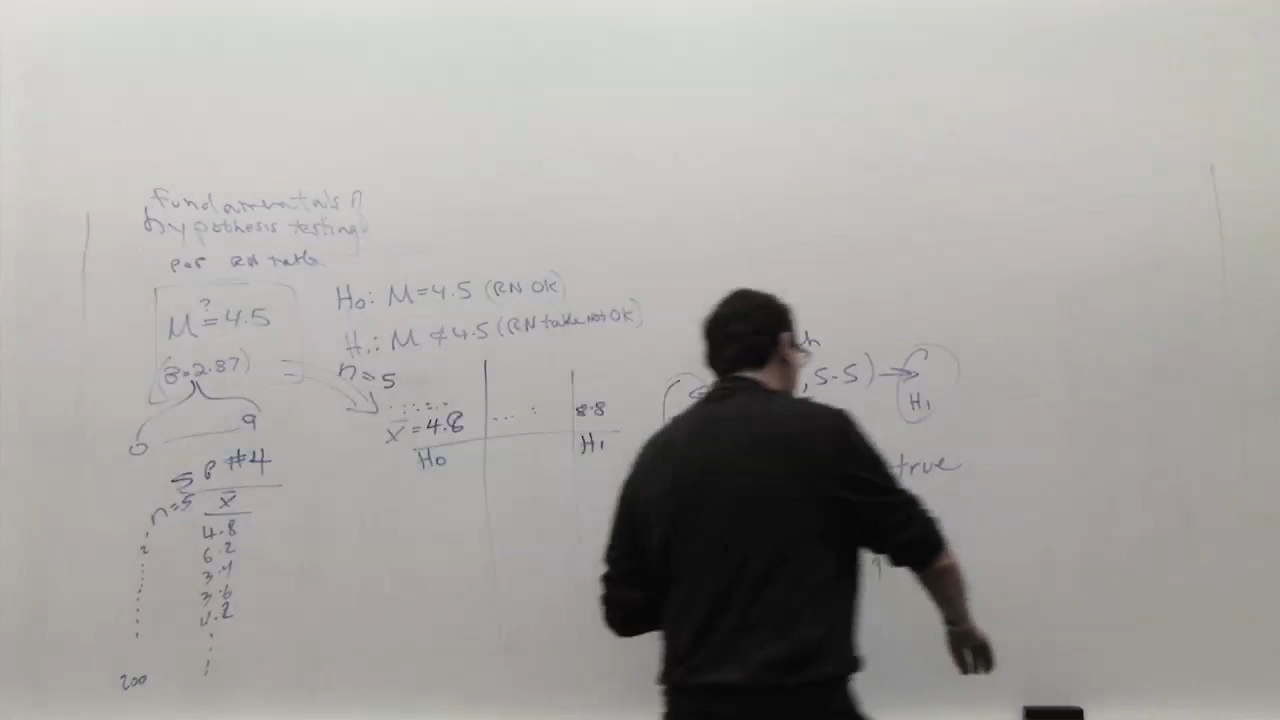 Fundamentals of
hypothesis testing
pop RN table
M ?= 4.5
(σ=2.87)
0 9
H0: M=4.5 (RN OK)
H1: M ≠ 4.5 (RN table not OK)
n=5
x̄=4.8
H0
8.8
H1
, 5.5) →
H1
true
#4
n=5 x̄
4.8
2 6.2
3.4
3.6
4.2
200